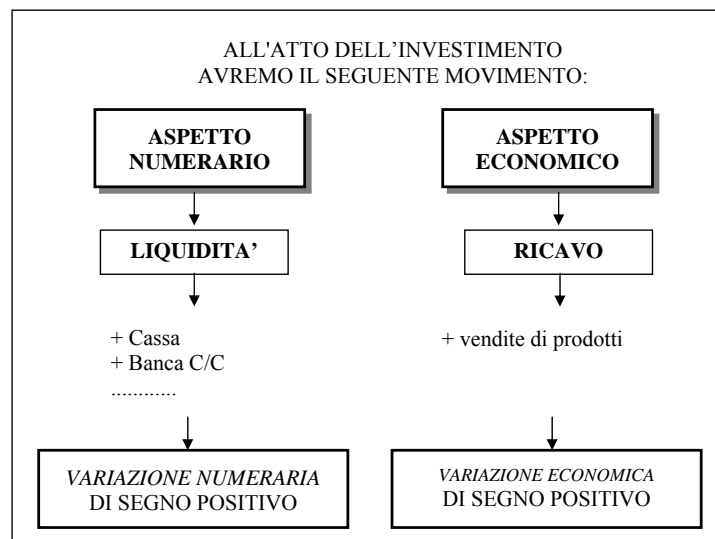 ALL'ATTO DELL'INVESTIMENTO
AVREMO IL SEGUENTE MOVIMENTO:
ASPETTO
NUMERARIO
ASPETTO
ECONOMICO
LIQUIDITA'
RICAVO
+ Cassa
+ Banca C/C
............
+ vendite di prodotti
VARIAZIONE NUMERARIA
DI SEGNO POSITIVO
VARIAZIONE ECONOMICA
DI SEGNO POSITIVO